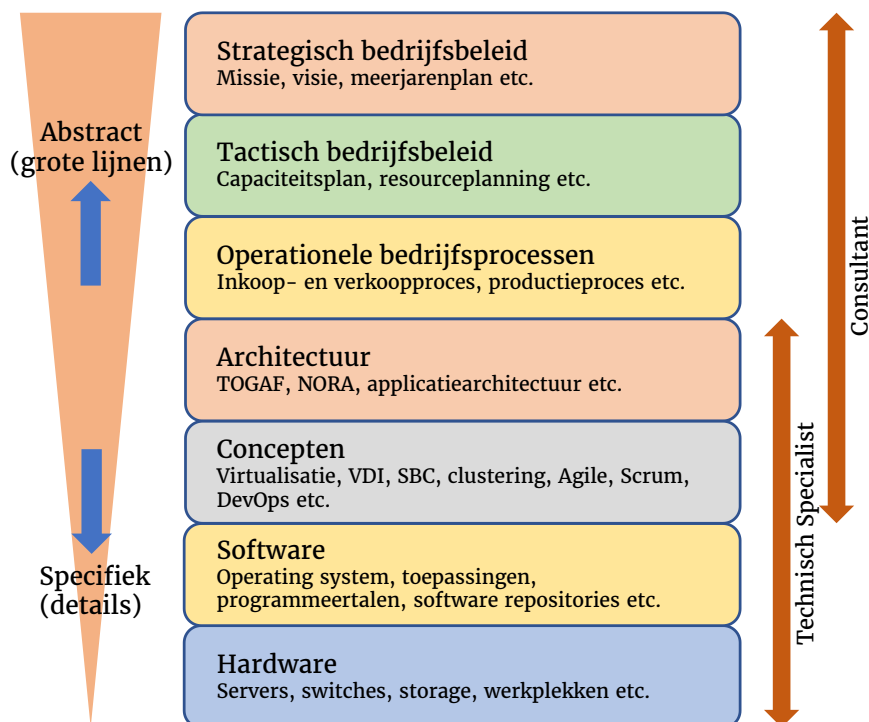 Strategisch bedrijfsbeleid
Missie, visie, meerjarenplan etc.
Abstract
(grote lijnen)
Tactisch bedrijfsbeleid
Capaciteitsplan, resourceplanning etc.
Operationele bedrijfsprocessen
Inkoop- en verkoopproces, productieproces etc.
Architectuur
TOGAF, NORA, applicatiearchitectuur etc.
Concepten
Virtualisatie, VDI, SBC, clustering, Agile, Scrum,
DevOps etc.
Specifiek
(details)
Software
Operating system, toepassingen,
programmeertalen, software repositories etc.
Hardware
Servers, switches, storage, werkplekken etc.
Technisch Specialist
Consultant